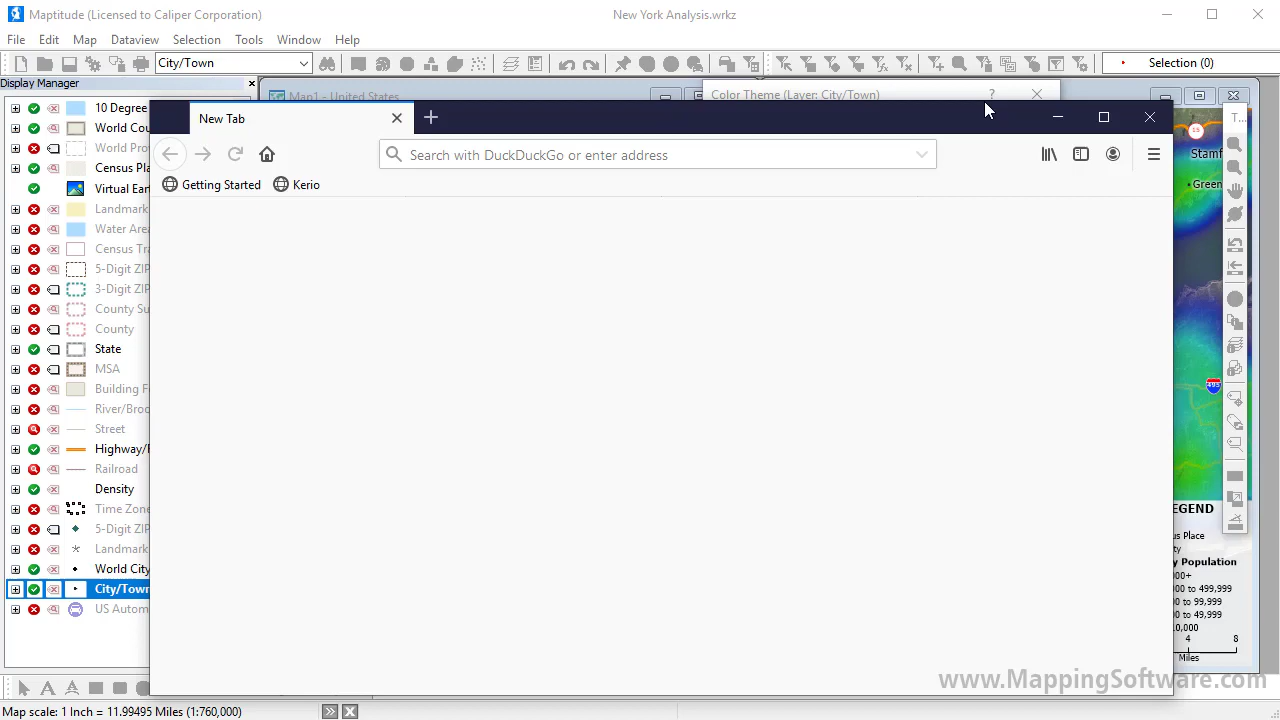 Maptitude (Licensed to Caliper Corporation)
New York Analysis.wrkz
File Edit Map Dataview Selection Tools Window Help
City/Town
Selection (0)
Display Manager
Map1 - United States
Color Theme (Layer: City/Town)
?
T...
10 Degree
World Cou
World Pro
Census Pla
Virtual Eart
Landmark
Water Area
Census Tra
5-Digit ZIP
3-Digit ZIP
County Su
County
State
MSA
Building F
River/Broo
Street
Highway/R
Railroad
Density
Time Zone
5-Digit ZIP
Landmark
World City
City/Town
US Autom
New Tab
Search with DuckDuckGo or enter address
Getting Started
Kerio
15
Stamf
Green
495
EGEND
us Place
ty
y Population
000+
000 to 499,999
00 to 99,999
00 to 49,999
10,000
4 8
Miles
www.MappingSoftware.com
Map scale: 1 Inch = 11.99495 Miles (1:760,000)